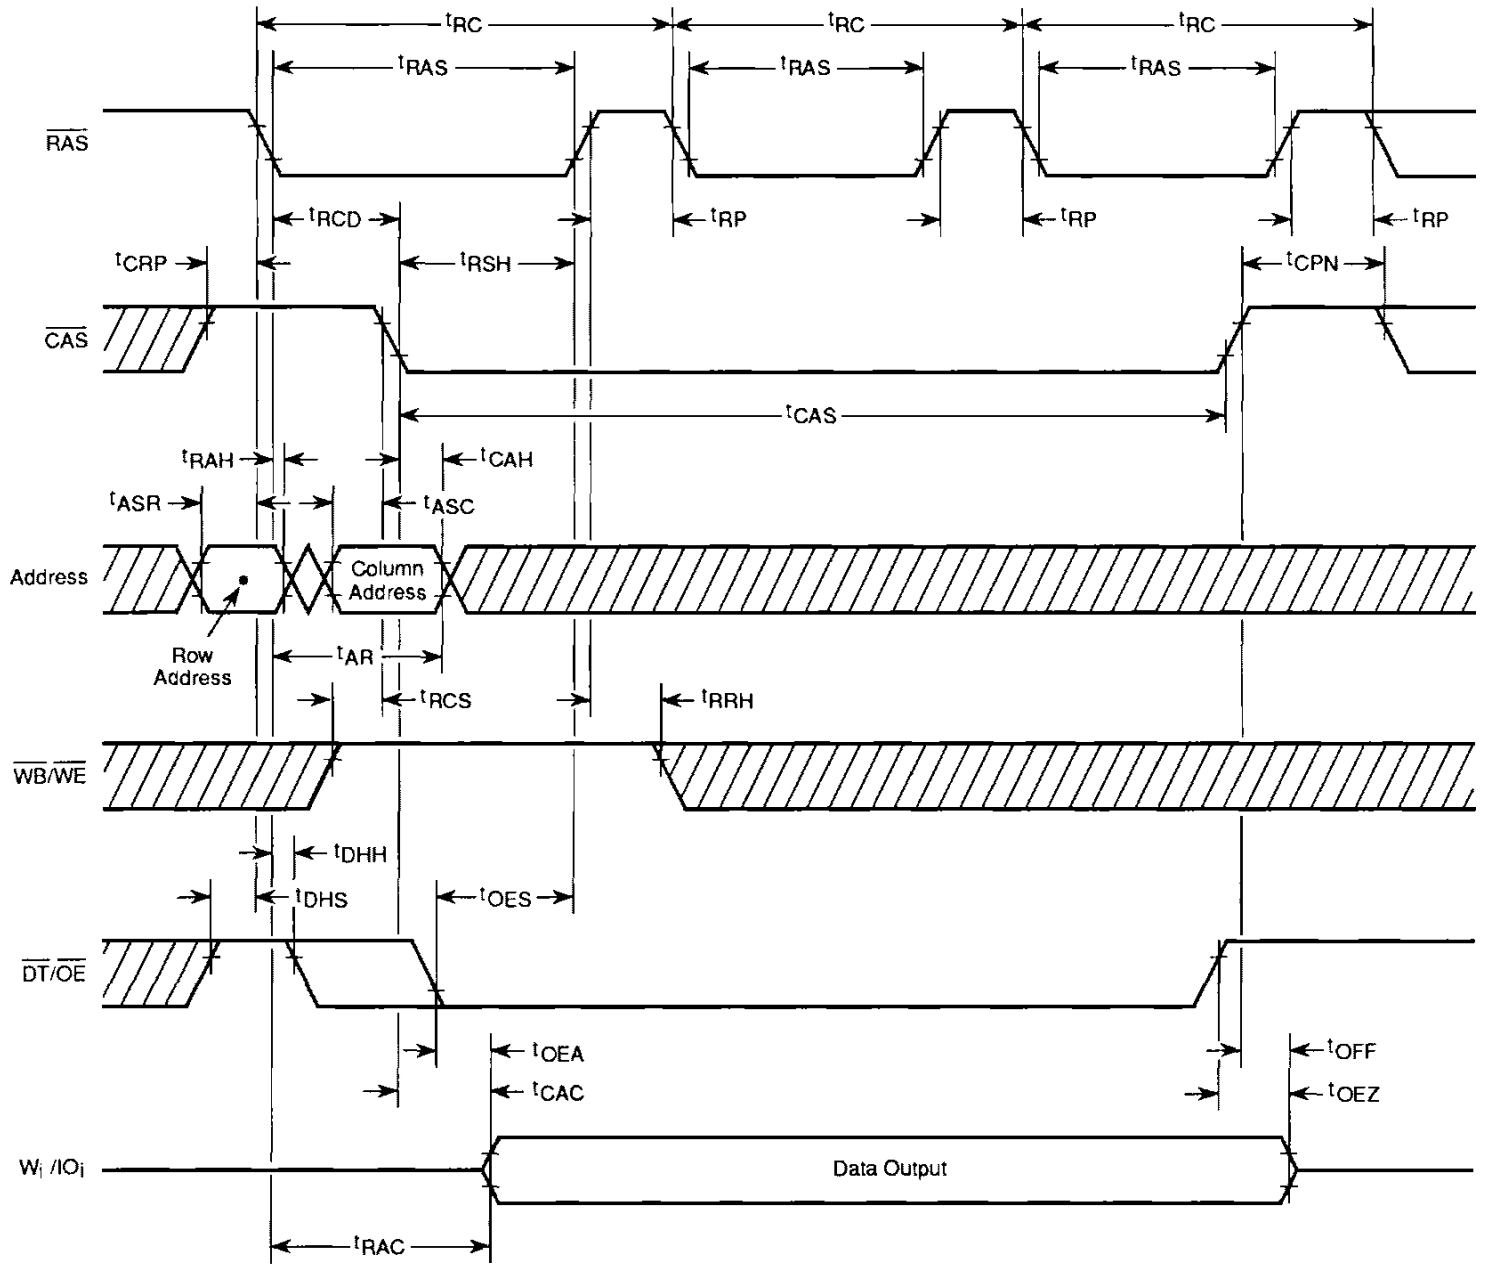 tRC tRC tRC
tRAS tRAS tRAS
RAS
tRCD tRP tRP tRP
tCRP tRSH tCPN
CAS
tCAS
tRAH tCAH
tASR tASC
Address
Column
Address
Row
Address
tAR
tRCS tRRH
WB/WE
tDHH
tDHS tOES
DT/OE
tOEA tOFF
tCAC tOEZ
Wi /IOi
Data Output
tRAC